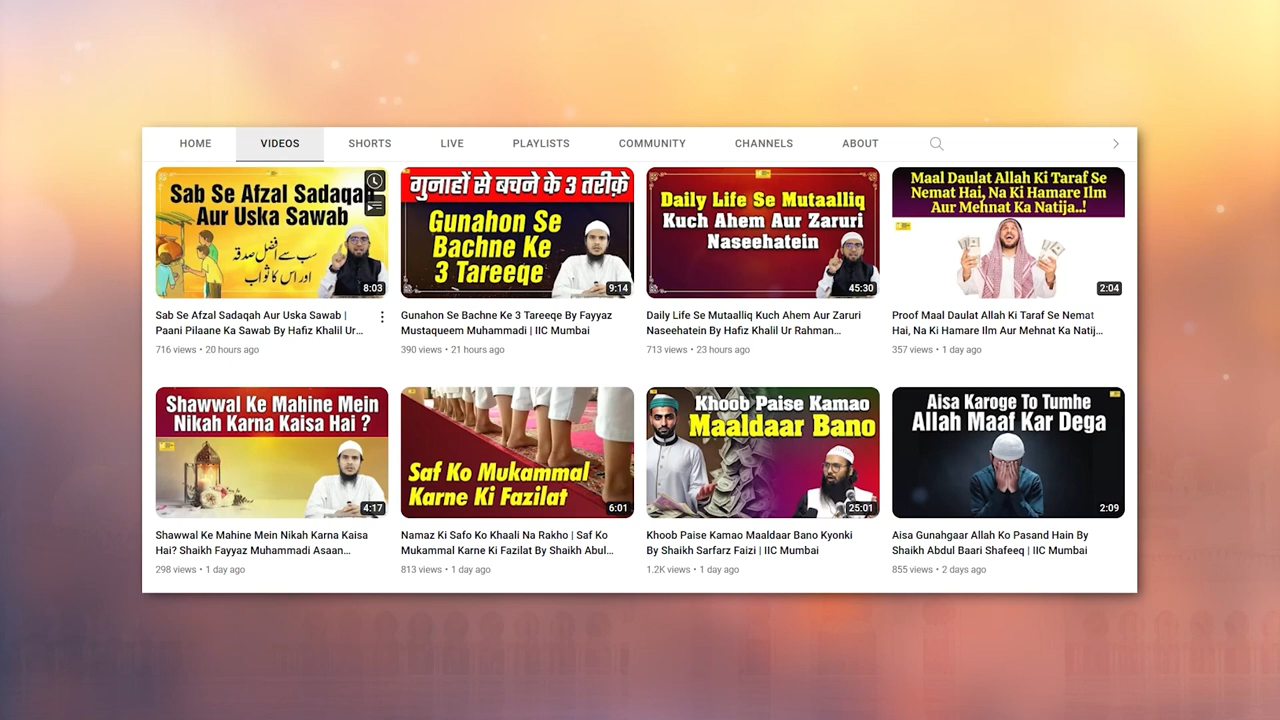 HOME VIDEOS SHORTS LIVE PLAYLISTS COMMUNITY CHANNELS ABOUT
Sab Se Afzal Sadaqah
Aur Uska Sawab
سب سے افضل صدقہ
اور اس کا ثواب
8:03
गुनाहों से बचने के 3 तरीक़े
Gunahon Se
Bachne Ke
3 Tareeqe
9:14
Daily Life Se Mutaalliq
Kuch Ahem Aur Zaruri
Naseehatein
45:30
Maal Daulat Allah Ki Taraf Se
Nemat Hai, Na Ki Hamare Ilm
Aur Mehnat Ka Natija..!
2:04
Sab Se Afzal Sadaqah Aur Uska Sawab |
Paani Pilaane Ka Sawab By Hafiz Khalil Ur...
716 views • 20 hours ago
Gunahon Se Bachne Ke 3 Tareeqe By Fayyaz
Mustaqueem Muhammadi | IIC Mumbai
390 views • 21 hours ago
Daily Life Se Mutaalliq Kuch Ahem Aur Zaruri
Naseehatein By Hafiz Khalil Ur Rahman...
713 views • 23 hours ago
Proof Maal Daulat Allah Ki Taraf Se Nemat
Hai, Na Ki Hamare Ilm Aur Mehnat Ka Natij...
357 views • 1 day ago
Shawwal Ke Mahine Mein
Nikah Karna Kaisa Hai ?
4:17
Saf Ko Mukammal
Karne Ki Fazilat
6:01
Khoob Paise Kamao
Maaldaar Bano
25:01
Aisa Karoge To Tumhe
Allah Maaf Kar Dega
2:09
Shawwal Ke Mahine Mein Nikah Karna Kaisa
Hai? Shaikh Fayyaz Muhammadi Asaan...
298 views • 1 day ago
Namaz Ki Safo Ko Khaali Na Rakho | Saf Ko
Mukammal Karne Ki Fazilat By Shaikh Abul...
813 views • 1 day ago
Khoob Paise Kamao Maaldaar Bano Kyonki
By Shaikh Sarfarz Faizi | IIC Mumbai
1.2K views • 1 day ago
Aisa Gunahgaar Allah Ko Pasand Hain By
Shaikh Abdul Baari Shafeeq | IIC Mumbai
855 views • 2 days ago